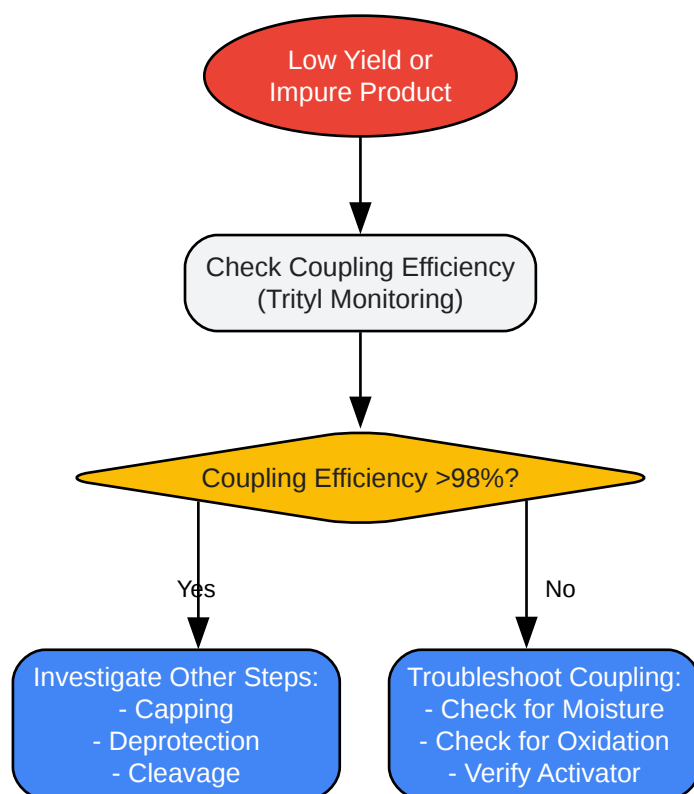 Low Yield or
Impure Product
Check Coupling Efficiency
(Trityl Monitoring)
Coupling Efficiency >98%?
Yes
No
Investigate Other Steps:
- Capping
- Deprotection
- Cleavage
Troubleshoot Coupling:
- Check for Moisture
- Check for Oxidation
- Verify Activator